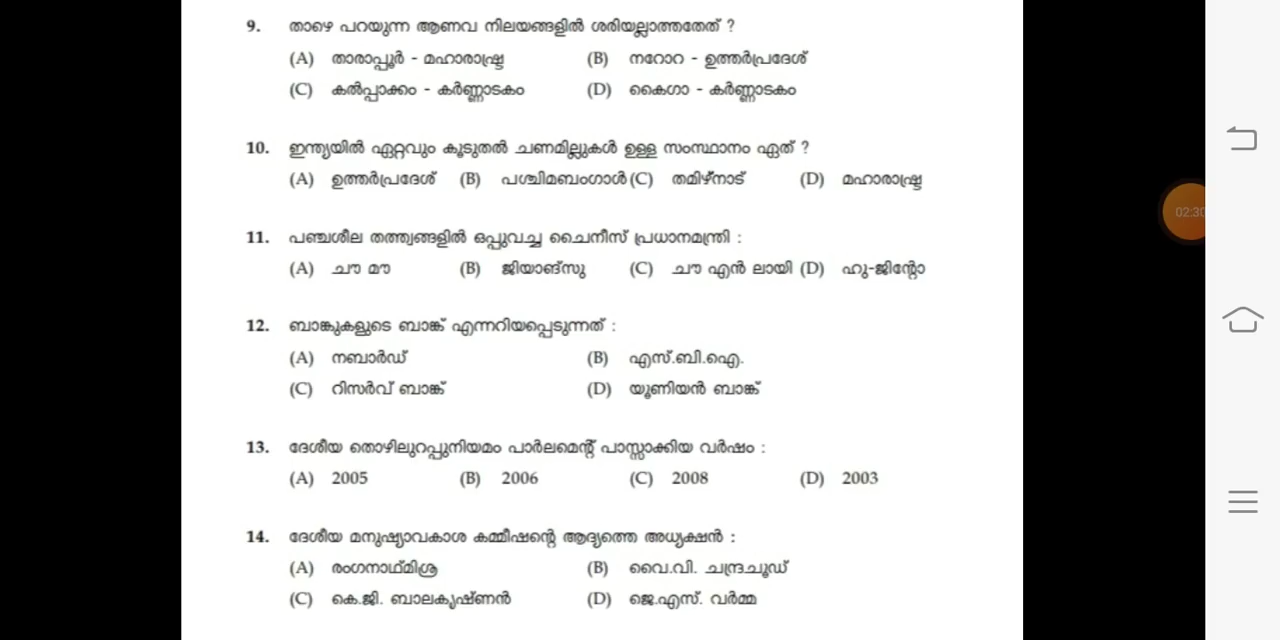 9. താഴെ പറയുന്ന ആണവ നിലയങ്ങളിൽ ശരിയല്ലാത്തതേത് ?
(A) താരാപ്പൂർ - മഹാരാഷ്ട്ര (B) നറോറ - ഉത്തർപ്രദേശ്
(C) കൽപ്പാക്കം - കർണ്ണാടകം (D) കൈഗാ - കർണ്ണാടകം
10. ഇന്ത്യയിൽ ഏറ്റവും കൂടുതൽ ചണമില്ലുകൾ ഉള്ള സംസ്ഥാനം ഏത് ?
(A) ഉത്തർപ്രദേശ് (B) പശ്ചിമബംഗാൾ (C) തമിഴ്നാട് (D) മഹാരാഷ്ട്ര
02:30
11. പഞ്ചശീല തത്ത്വങ്ങളിൽ ഒപ്പുവച്ച ചൈനീസ് പ്രധാനമന്ത്രി :
(A) ചൗ മൗ (B) ജിയാങ്സു (C) ചൗ എൻ ലായി (D) ഹു-ജിന്റോ
12. ബാങ്കുകളുടെ ബാങ്ക് എന്നറിയപ്പെടുന്നത് :
(A) നബാർഡ് (B) എസ്.ബി.ഐ.
(C) റിസർവ് ബാങ്ക് (D) യൂണിയൻ ബാങ്ക്
13. ദേശീയ തൊഴിലുറപ്പുനിയമം പാർലമെന്റ് പാസ്സാക്കിയ വർഷം :
(A) 2005 (B) 2006 (C) 2008 (D) 2003
14. ദേശീയ മനുഷ്യാവകാശ കമ്മീഷന്റെ ആദ്യത്തെ അധ്യക്ഷൻ :
(A) രംഗനാഥ്മിശ്ര (B) വൈ.വി. ചന്ദ്രചൂഡ്
(C) കെ.ജി. ബാലകൃഷ്ണൻ (D) ജെ.എസ്. വർമ്മ